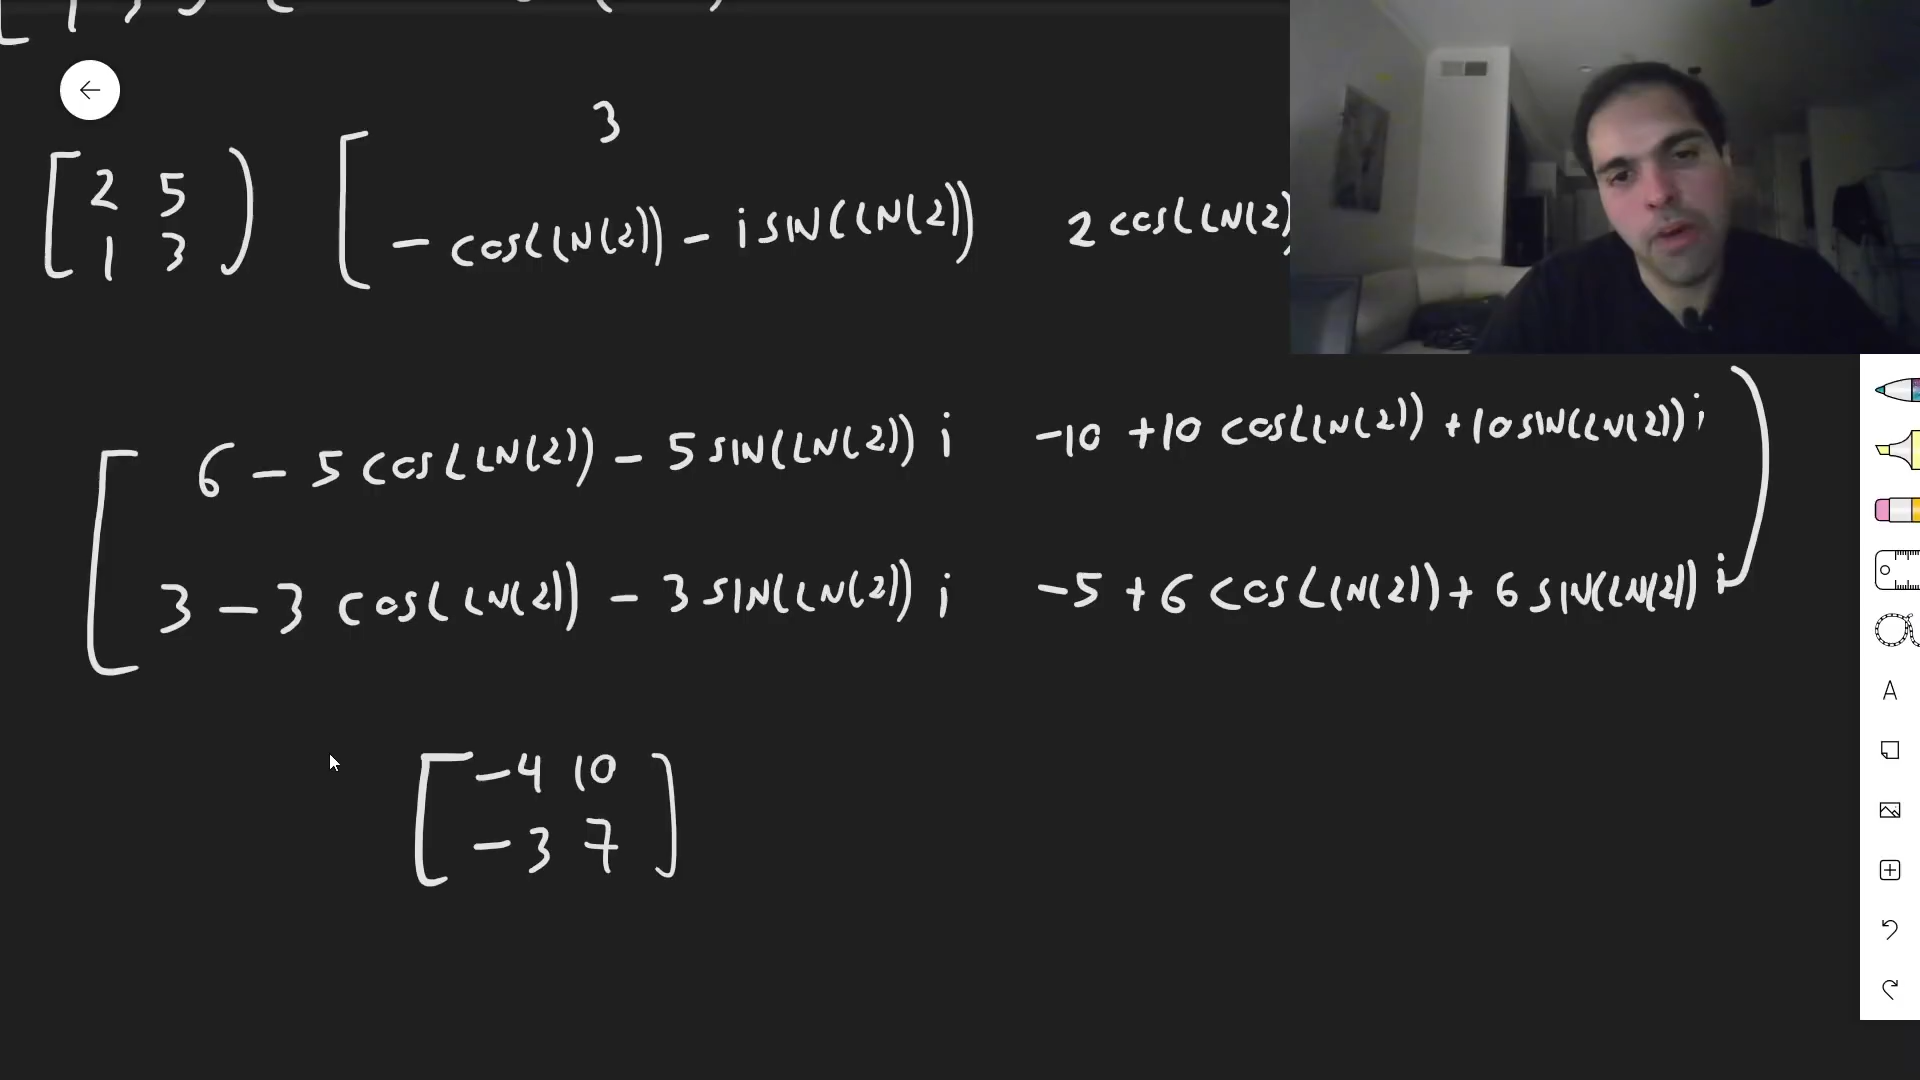 3
[2 5) [
1 3 - cos(LN(2)) - i sin(LN(2)) 2 cos(LN(2)
[6 - 5 cos(LN(2)) - 5 sin(LN(2)) i -10 + 10 cos(LN(2)) + 10 sin(LN(2)) i)
3 - 3 cos(LN(2)) - 3 sin(LN(2)) i -5 + 6 cos(LN(2)) + 6 sin(LN(2)) i
[-4 10]
-3 7
A